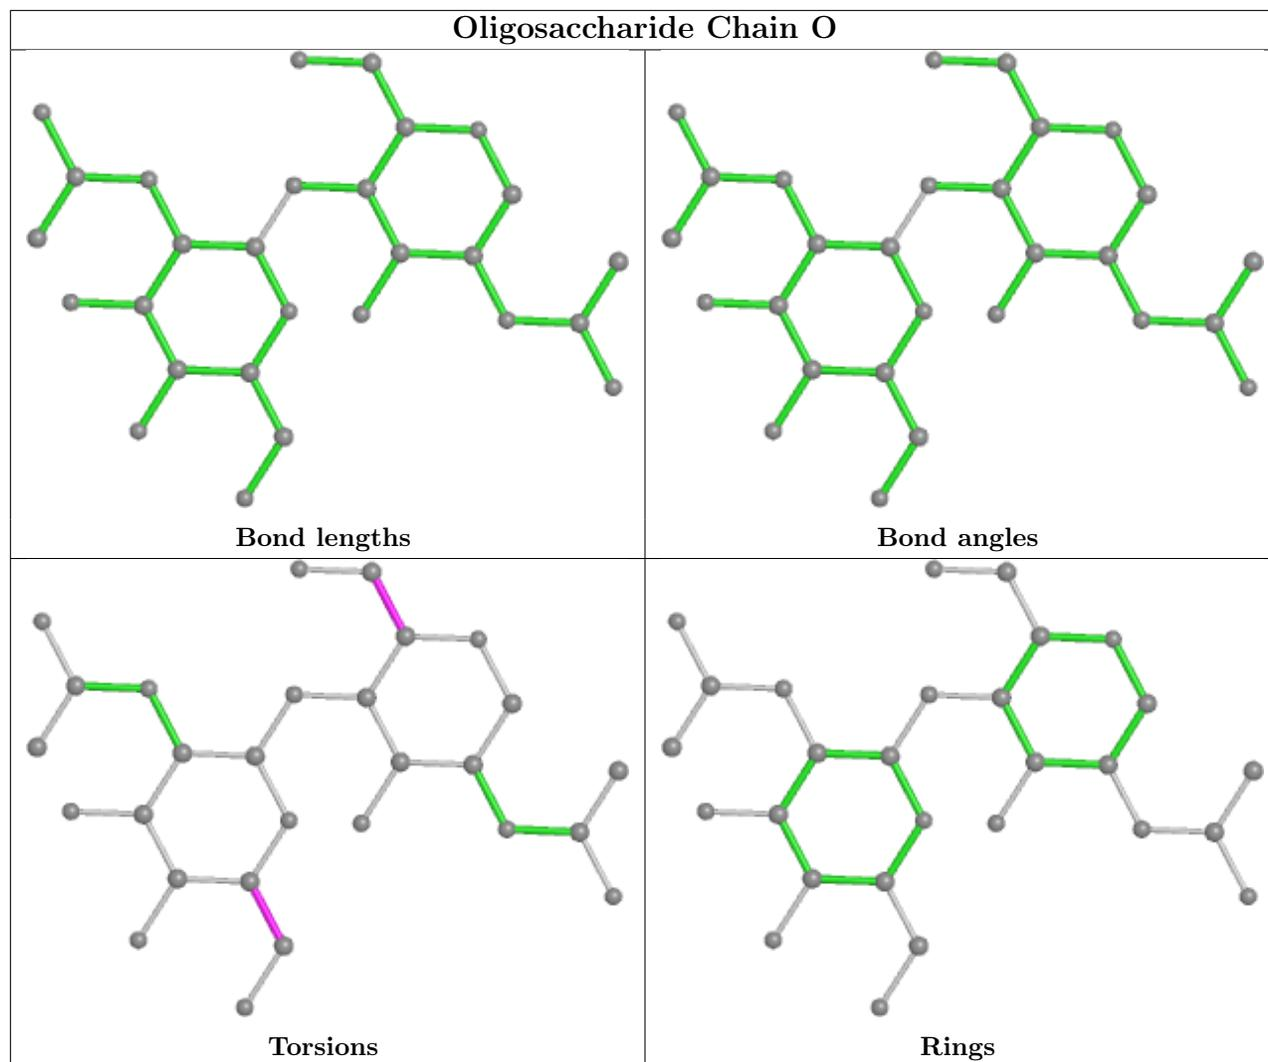 Oligosaccharide Chain O
Bond lengths
Bond angles
Torsions
Rings